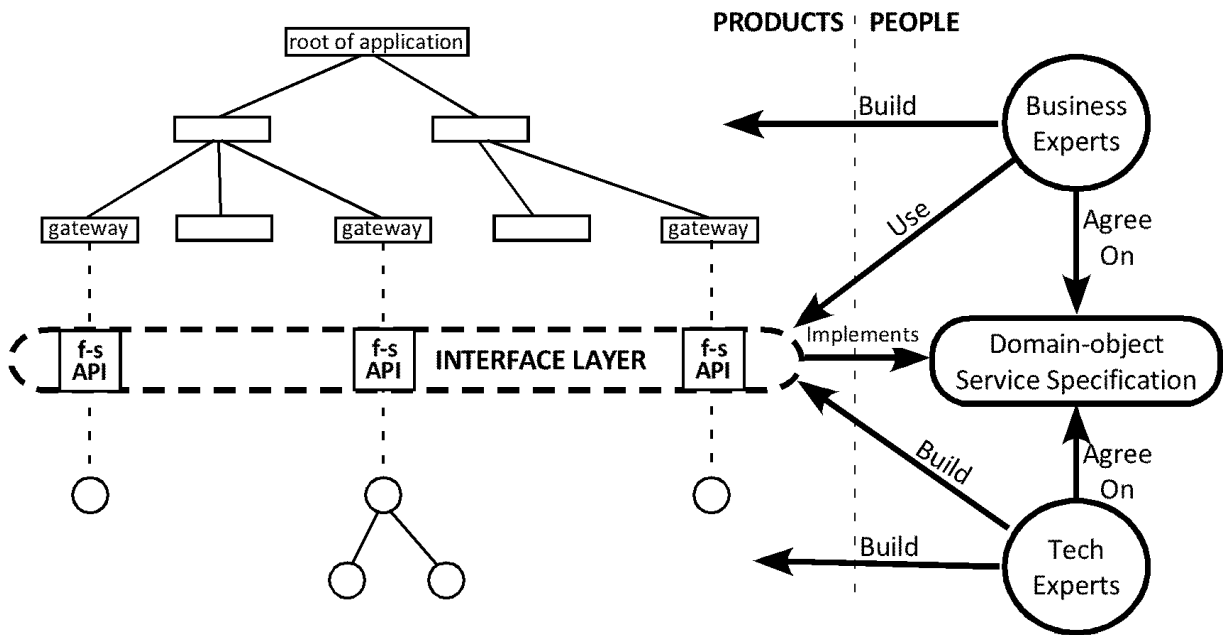 PRODUCTS PEOPLE
root of application
Build
Business
Experts
gateway
gateway
gateway
Use
Agree
On
f-s
API
f-s
API
INTERFACE LAYER
f-s
API
Implements
Domain-object
Service Specification
Build
Agree
On
Build
Tech
Experts